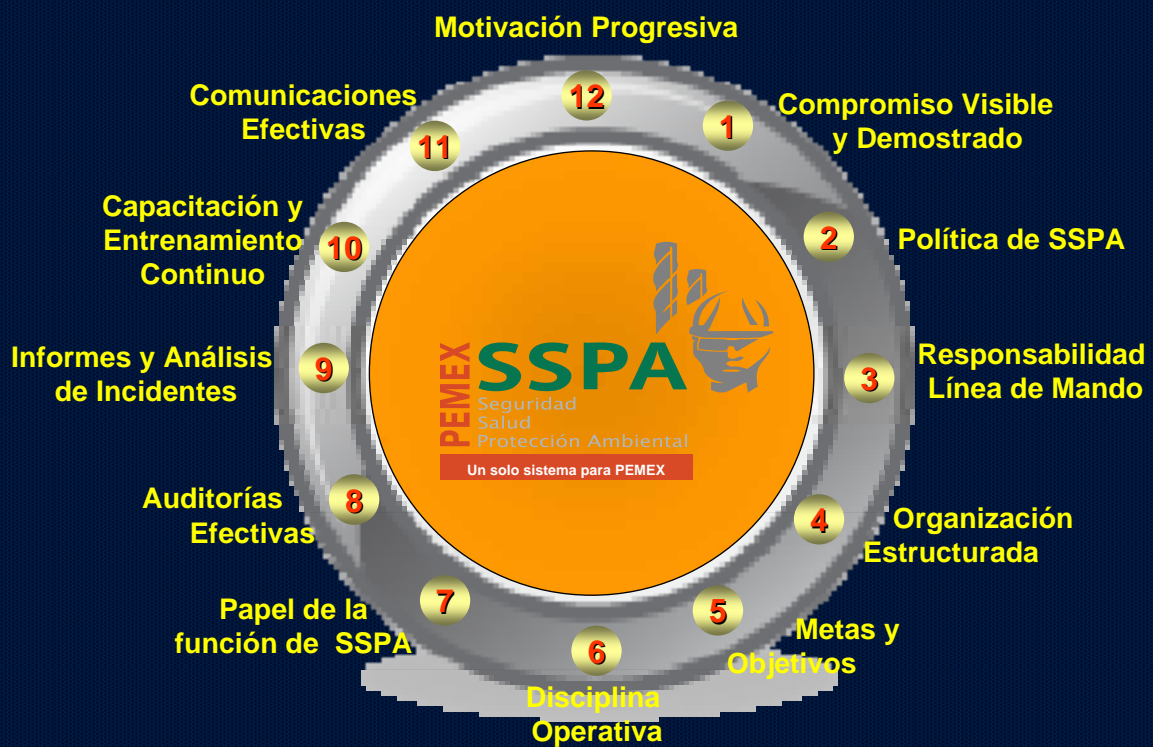 Motivación Progresiva
12
1
Compromiso Visible
y Demostrado
2
Política de SSPA
3
Responsabilidad
Línea de Mando
4
Organización
Estructurada
5
Metas y
Objetivos
6
Disciplina
Operativa
7
Papel de la
función de SSPA
8
Auditorías
Efectivas
9
Informes y Análisis
de Incidentes
10
Capacitación y
Entrenamiento
Continuo
11
Comunicaciones
Efectivas
PEMEX
SSPA
Seguridad
Salud
Protección Ambiental
Un solo sistema para PEMEX